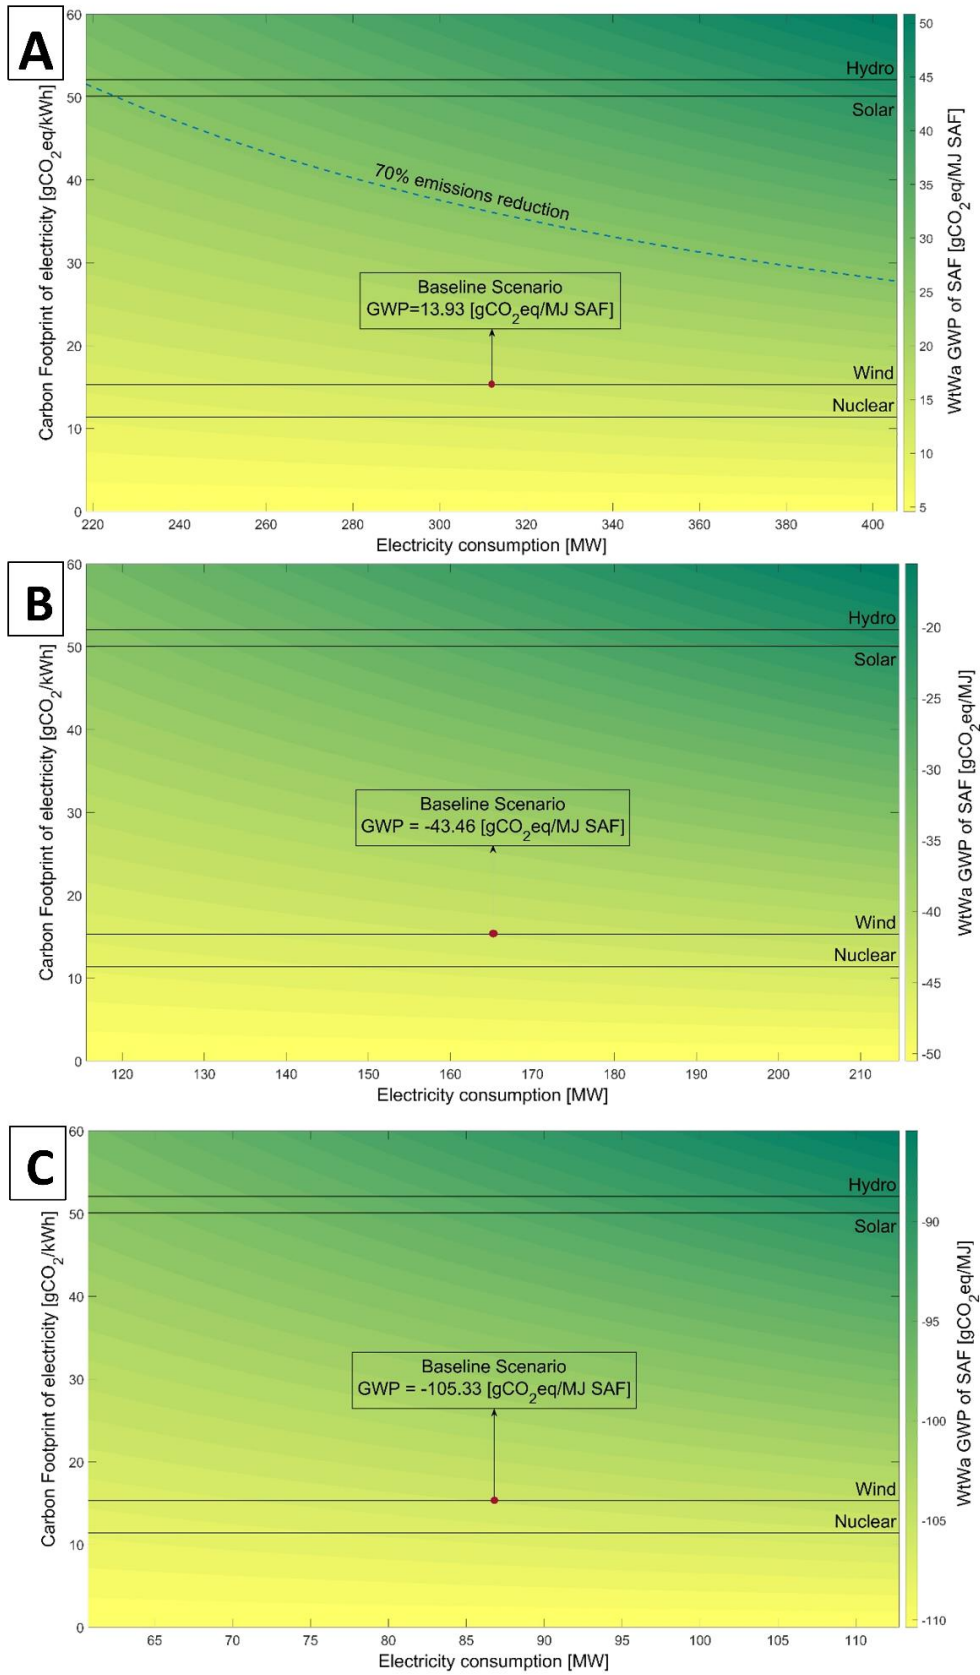 A
60
50
40
30
20
10
0
Carbon Footprint of electricity [gCO2eq/kWh]
Hydro
Solar
70% emissions reduction
Baseline Scenario
GWP=13.93 [gCO2eq/MJ SAF]
Wind
Nuclear
220 240 260 280 300 320 340 360 380 400
Electricity consumption [MW]
50
45
40
35
30
25
20
15
10
5
WtWa GWP of SAF [gCO2eq/MJ SAF]
B
60
50
40
30
20
10
0
Carbon Footprint of electricity [gCO2/kWh]
Hydro
Solar
Baseline Scenario
GWP = -43.46 [gCO2eq/MJ SAF]
Wind
Nuclear
120 130 140 150 160 170 180 190 200 210
Electricity consumption [MW]
-20
-25
-30
-35
-40
-45
-50
WtWa GWP of SAF [gCO2eq/MJ]
C
60
50
40
30
20
10
0
Carbon Footprint of electricity [gCO2/kWh]
Hydro
Solar
Baseline Scenario
GWP = -105.33 [gCO2eq/MJ SAF]
Wind
Nuclear
65 70 75 80 85 90 95 100 105 110
Electricity consumption [MW]
-90
-95
-100
-105
-110
WtWa GWP of SAF [gCO2eq/MJ]